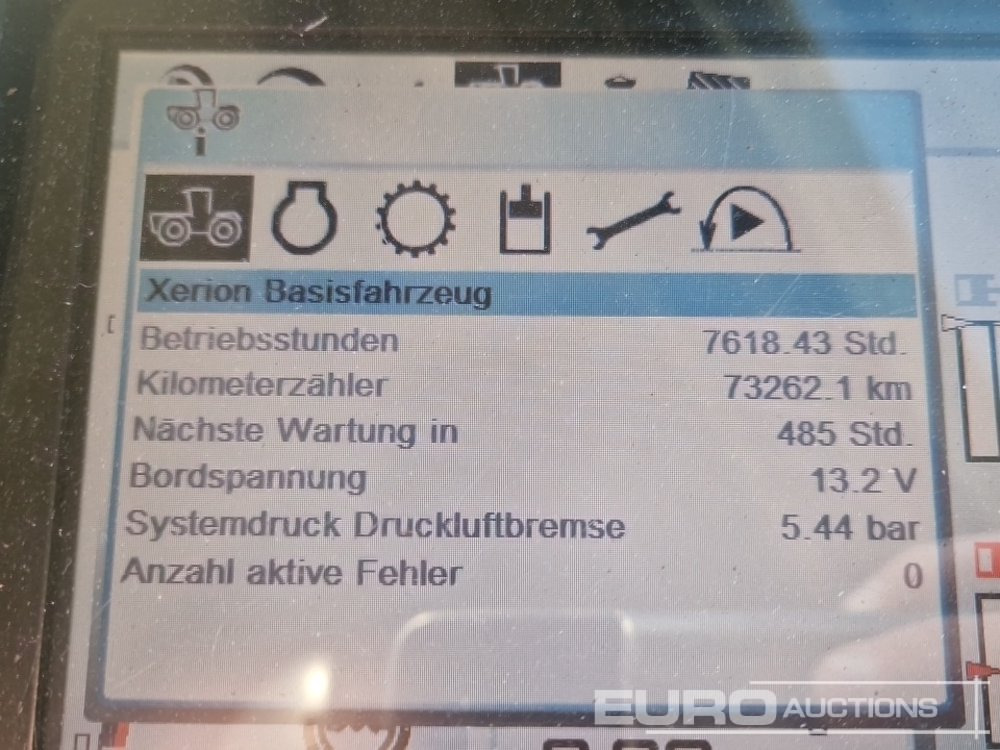 Xerion Basisfahrzeug
Betriebsstunden 7618.43 Std.
Kilometerzähler 73262.1 km
Nächste Wartung in 485 Std.
Bordspannung 13.2 V
Systemdruck Druckluftbremse 5.44 bar
Anzahl aktive Fehler 0
EURO AUCTIONS